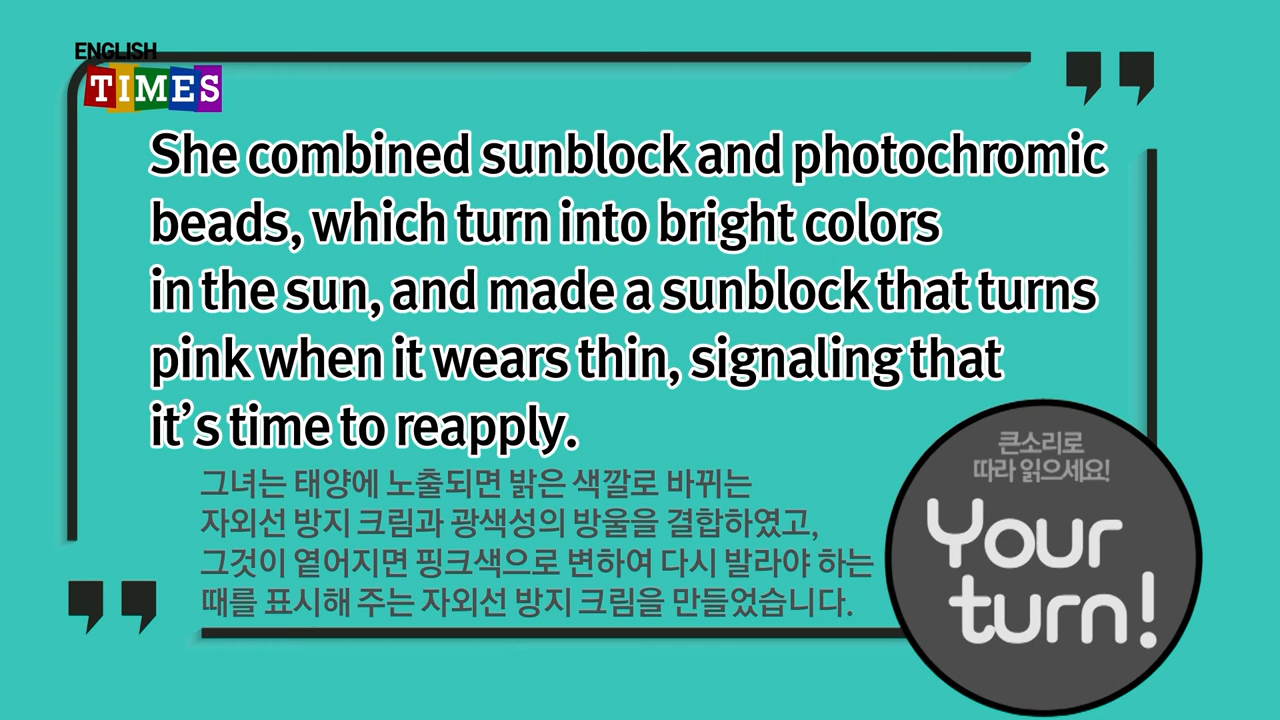 ENGLISH
TIMES
She combined sunblock and photochromic
beads, which turn into bright colors
in the sun, and made a sunblock that turns
pink when it wears thin, signaling that
it's time to reapply.
그녀는 태양에 노출되면 밝은 색깔로 바뀌는
자외선 방지 크림과 광색성의 방울을 결합하였고,
그것이 옅어지면 핑크색으로 변하여 다시 발라야 하는
때를 표시해 주는 자외선 방지 크림을 만들었습니다.
큰소리로
따라 읽으세요!
Your
turn!